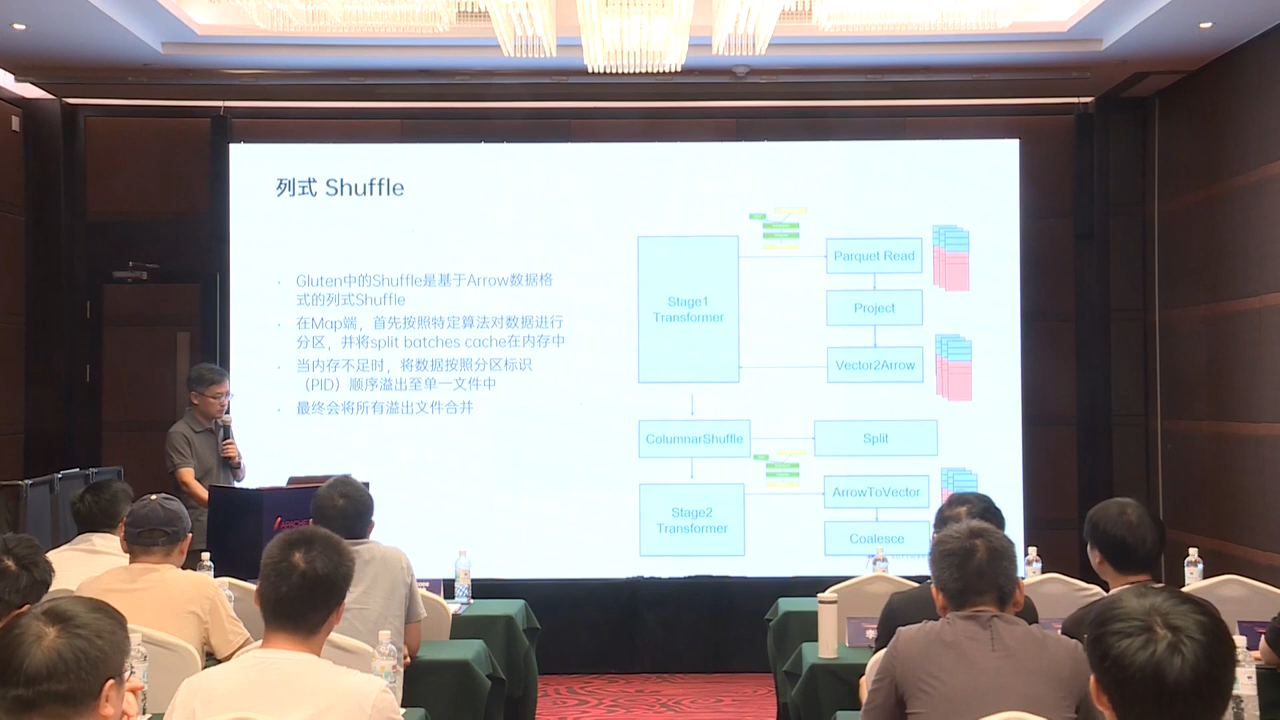 列式 Shuffle
Gluten中的Shuffle是基于Arrow数据格
式的列式Shuffle
在Map端，首先按照特定算法对数据进行
分区，并将split batches cache在内存中
当内存不足时，将数据按照分区标识
（PID）顺序溢出至单一文件中
最终会将所有溢出文件合并
Stage1
Transformer
Parquet Read
Project
Vector2Arrow
ColumnarShuffle
Split
Stage2
Transformer
ArrowToVector
Coalesce
APACHE